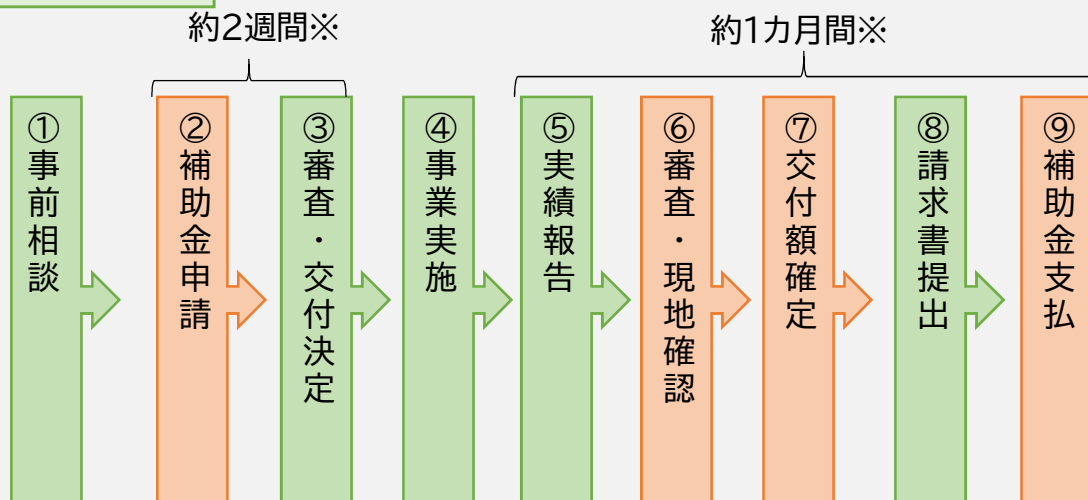 約2週間※
約1カ月間※
①事前相談
②補助金申請
③審査・交付決定
④事業実施
⑤実績報告
⑥審査・現地確認
⑦交付額確定
⑧請求書提出
⑨補助金支払